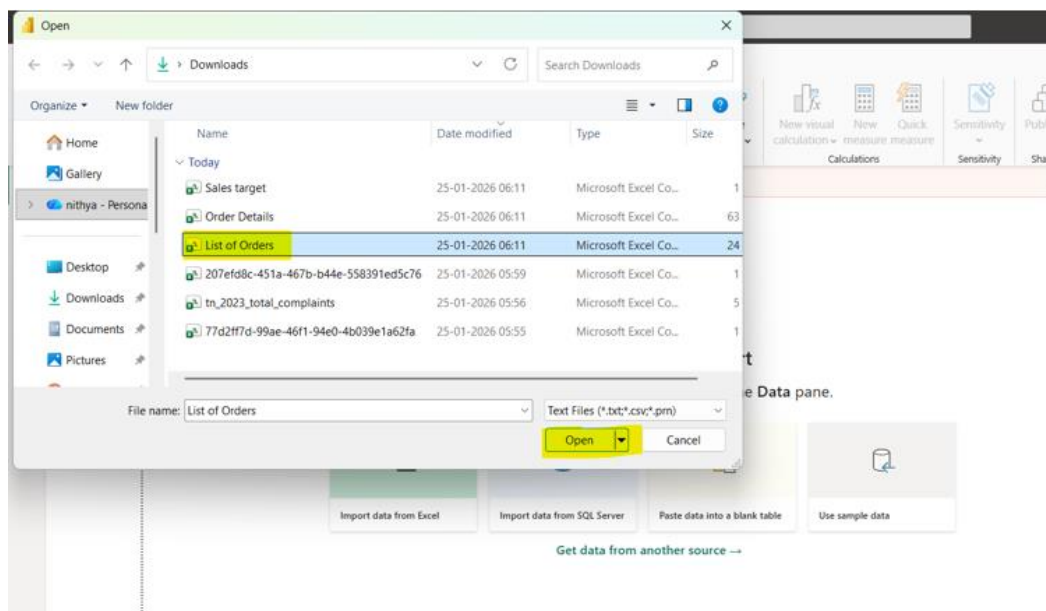 Open
Downloads
Search Downloads
Organize
New folder
Name Date modified Type Size
Today
Sales target 25-01-2026 06:11 Microsoft Excel Co... 1
Order Details 25-01-2026 06:11 Microsoft Excel Co... 63
List of Orders 25-01-2026 06:11 Microsoft Excel Co... 24
207efd8c-451a-467b-b44e-558391ed5c76 25-01-2026 05:59 Microsoft Excel Co... 1
tn_2023_total_complaints 25-01-2026 05:56 Microsoft Excel Co... 5
77d2ff7d-99ae-46f1-94e0-4b039e1a62fa 25-01-2026 05:55 Microsoft Excel Co... 1
Home
Gallery
nithya - Persona
Desktop
Downloads
Documents
Pictures
File name: List of Orders
Text Files (*.txt;*.csv;*.prn)
Open
Cancel
New visual calculation
New measure
Quick measure
Calculations
Sensitivity
Sensitivity
Publ
Sha
t
e Data pane.
Import data from Excel
Import data from SQL Server
Paste data into a blank table
Use sample data
Get data from another source →